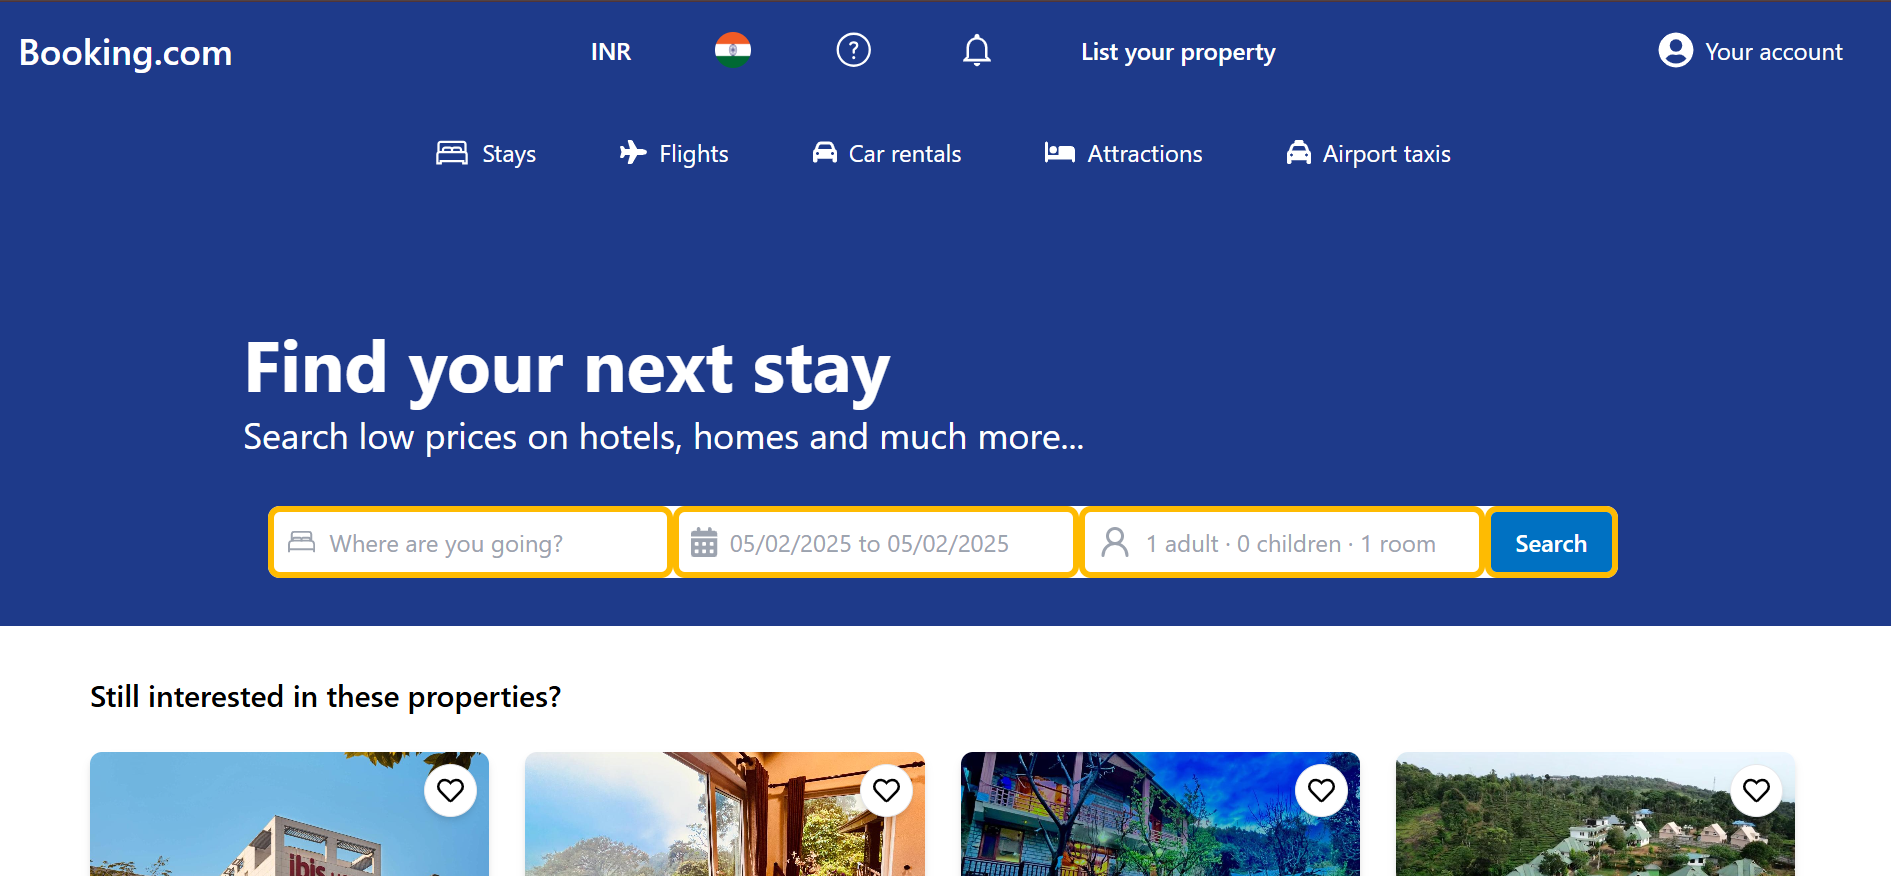 Booking.com
INR
List your property
Your account
Stays
Flights
Car rentals
Attractions
Airport taxis
Find your next stay
Search low prices on hotels, homes and much more...
Where are you going?
05/02/2025 to 05/02/2025
1 adult · 0 children · 1 room
Search
Still interested in these properties?
ibis